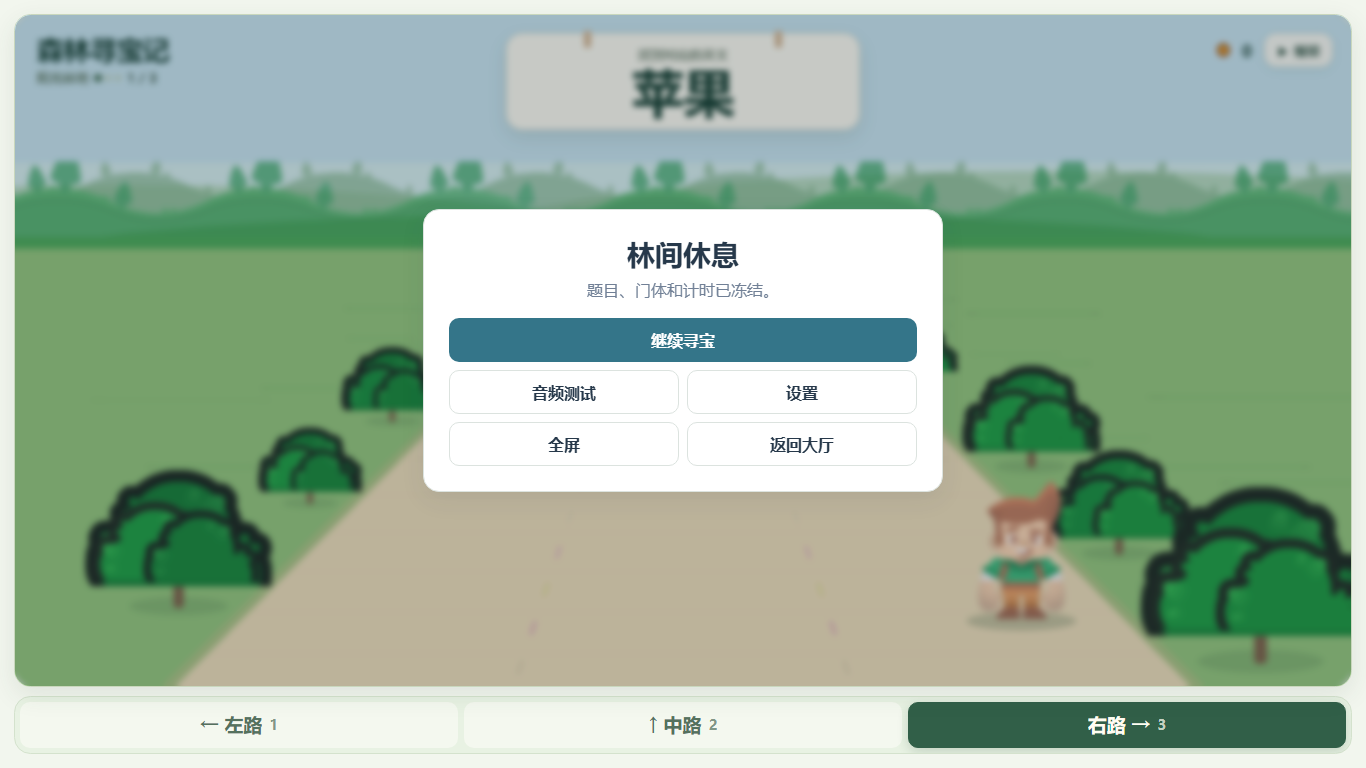 森林寻宝记
苹果
林间休息
题目、门体和计时已冻结。
继续寻宝
音频测试 设置
全屏 返回大厅
← 左路 1 ↑ 中路 2 右路 → 3